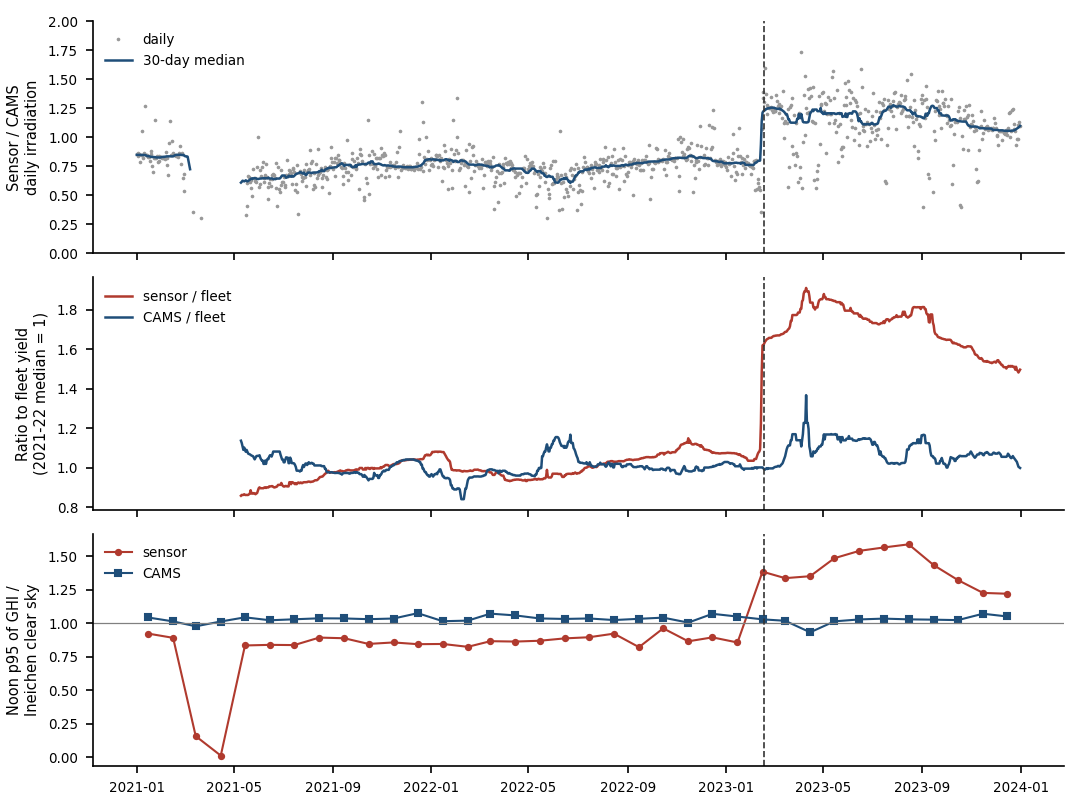 Sensor / CAMS
daily irradiation
2.00
1.75
1.50
1.25
1.00
0.75
0.50
0.25
0.00
daily
30-day median
Ratio to fleet yield
(2021-22 median = 1)
1.8
1.6
1.4
1.2
1.0
0.8
sensor / fleet
CAMS / fleet
Noon p95 of GHI /
Ineichen clear sky
1.50
1.25
1.00
0.75
0.50
0.25
0.00
sensor
CAMS
2021-01
2021-05
2021-09
2022-01
2022-05
2022-09
2023-01
2023-05
2023-09
2024-01